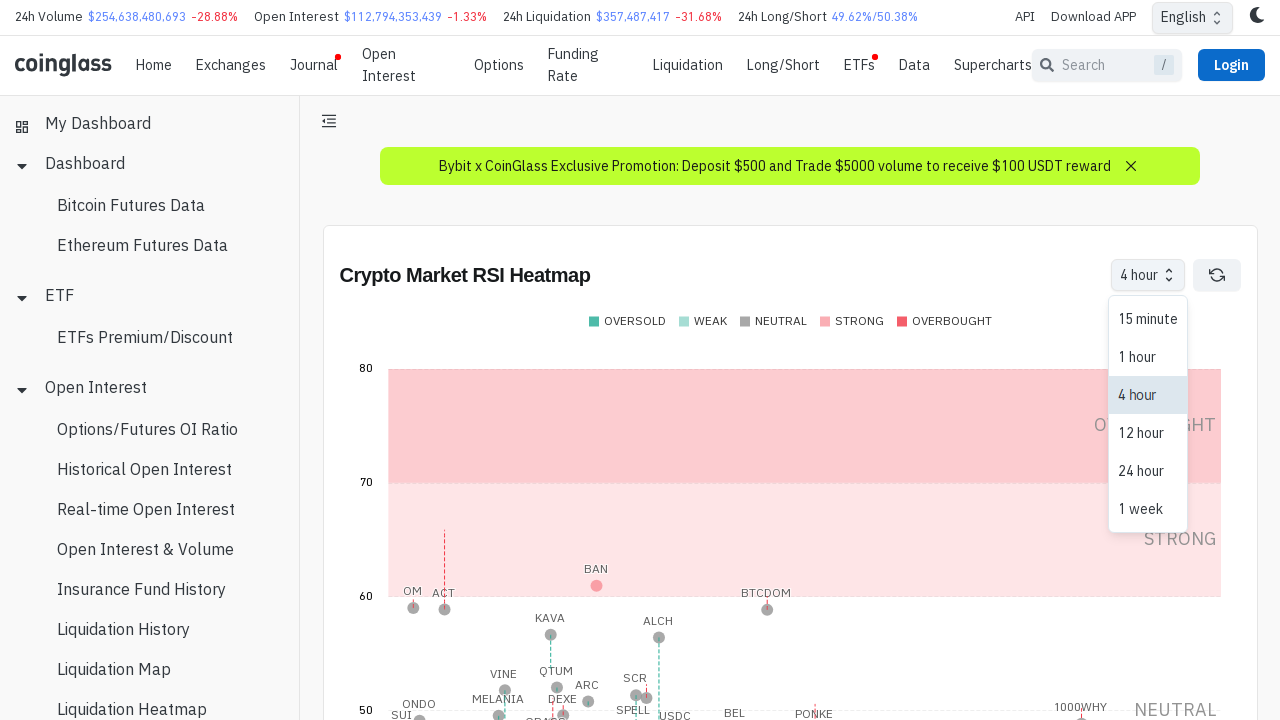 24h Volume $254,638,480,693 -28.88% Open Interest $112,794,353,439 -1.33% 24h Liquidation $357,487,417 -31.68% 24h Long/Short 49.62%/50.38% API Download APP English
coinglass Home Exchanges Journal Open Interest Options Funding Rate Liquidation Long/Short ETFs Data Supercharts Search / Login
My Dashboard
Dashboard
Bitcoin Futures Data
Ethereum Futures Data
ETF
ETFs Premium/Discount
Open Interest
Options/Futures OI Ratio
Historical Open Interest
Real-time Open Interest
Open Interest & Volume
Insurance Fund History
Liquidation History
Liquidation Map
Liquidation Heatmap
Bybit x CoinGlass Exclusive Promotion: Deposit $500 and Trade $5000 volume to receive $100 USDT reward
Crypto Market RSI Heatmap
4 hour
15 minute
1 hour
4 hour
12 hour
24 hour
1 week
OVERSOLD WEAK NEUTRAL STRONG OVERBOUGHT
80
70
STRONG
60
OM ACT BAN BTCDOM
KAVA ALCH
VINE QTUM ARC SCR
MELANIA DEXE
ONDO SPELL BEL PONKE 1000WHY
SUI USDC
50
NEUTRAL